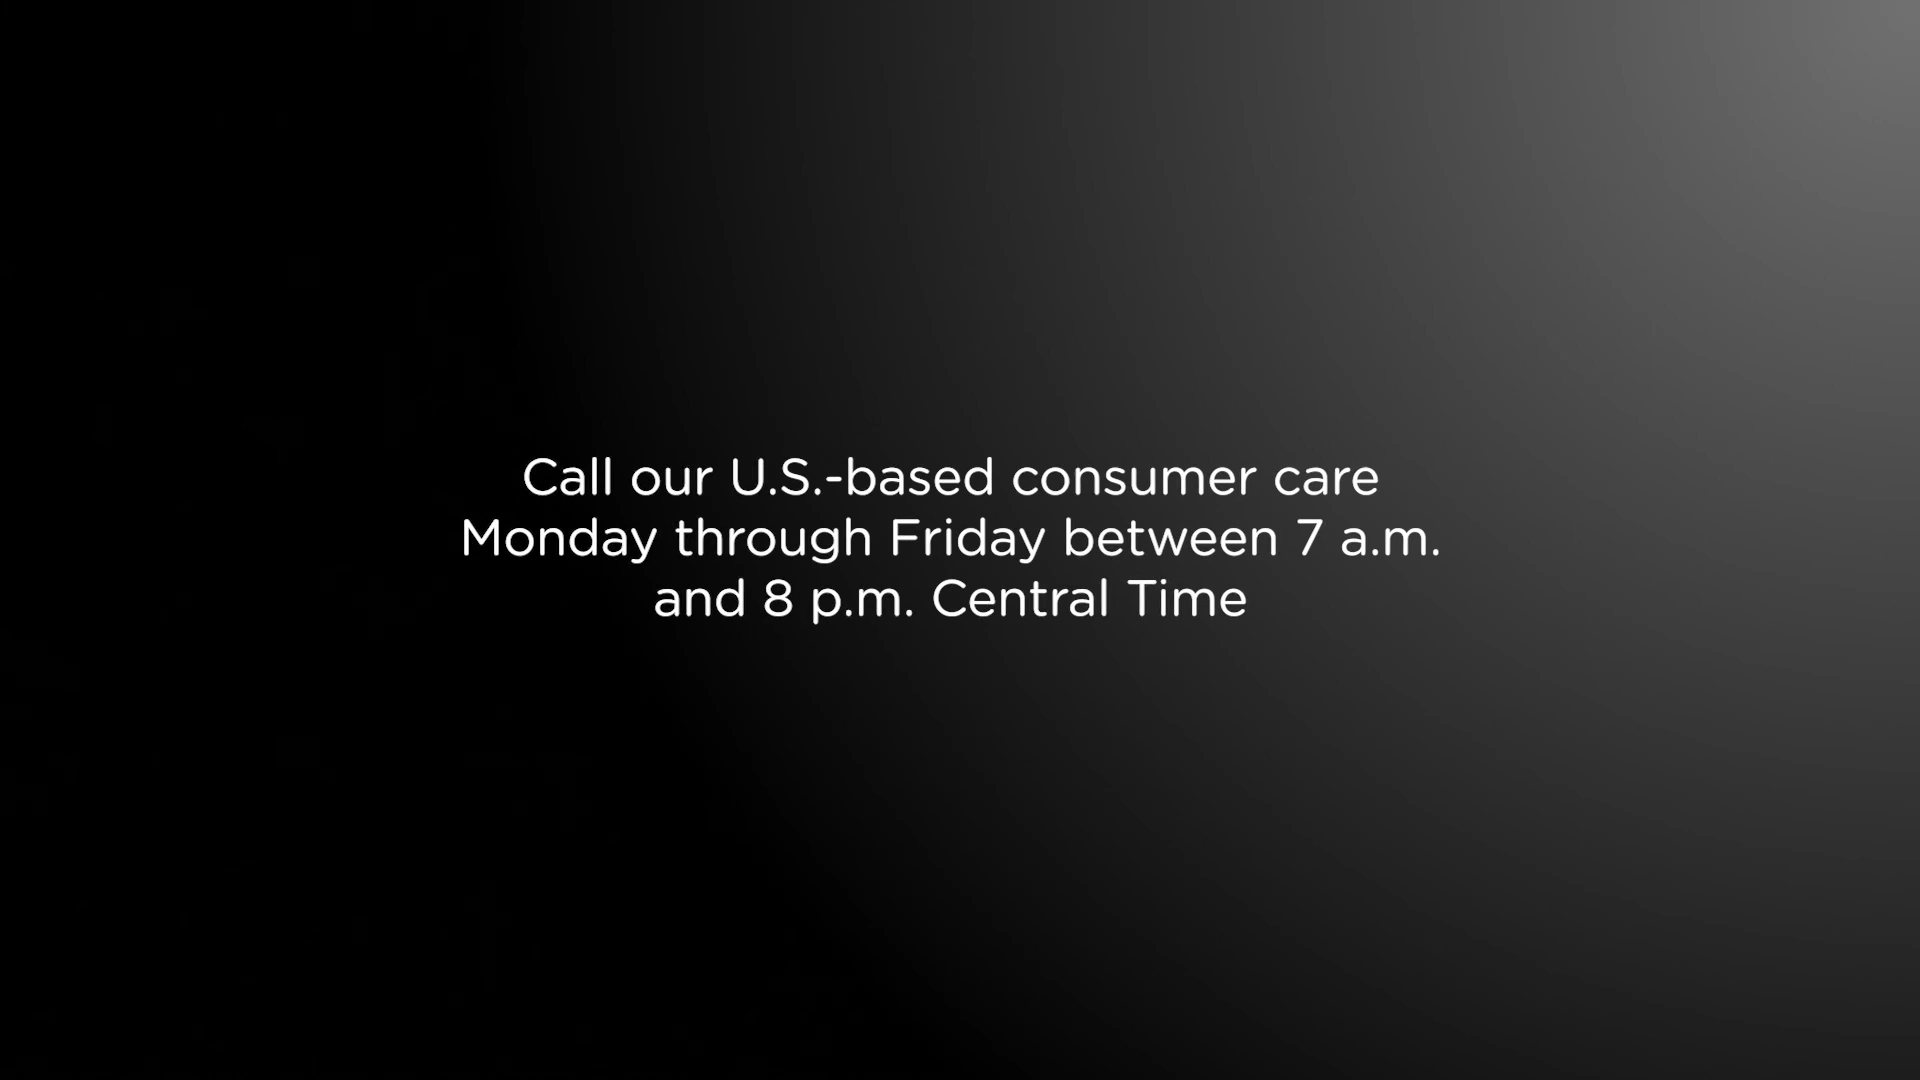 Call our U.S.-based consumer care
Monday through Friday between 7 a.m.
and 8 p.m. Central Time